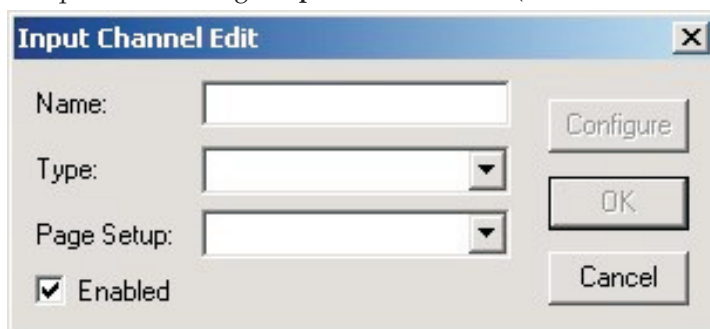 Input Channel Edit
Name:
Configure
Type:
OK
Page Setup:
Enabled
Cancel